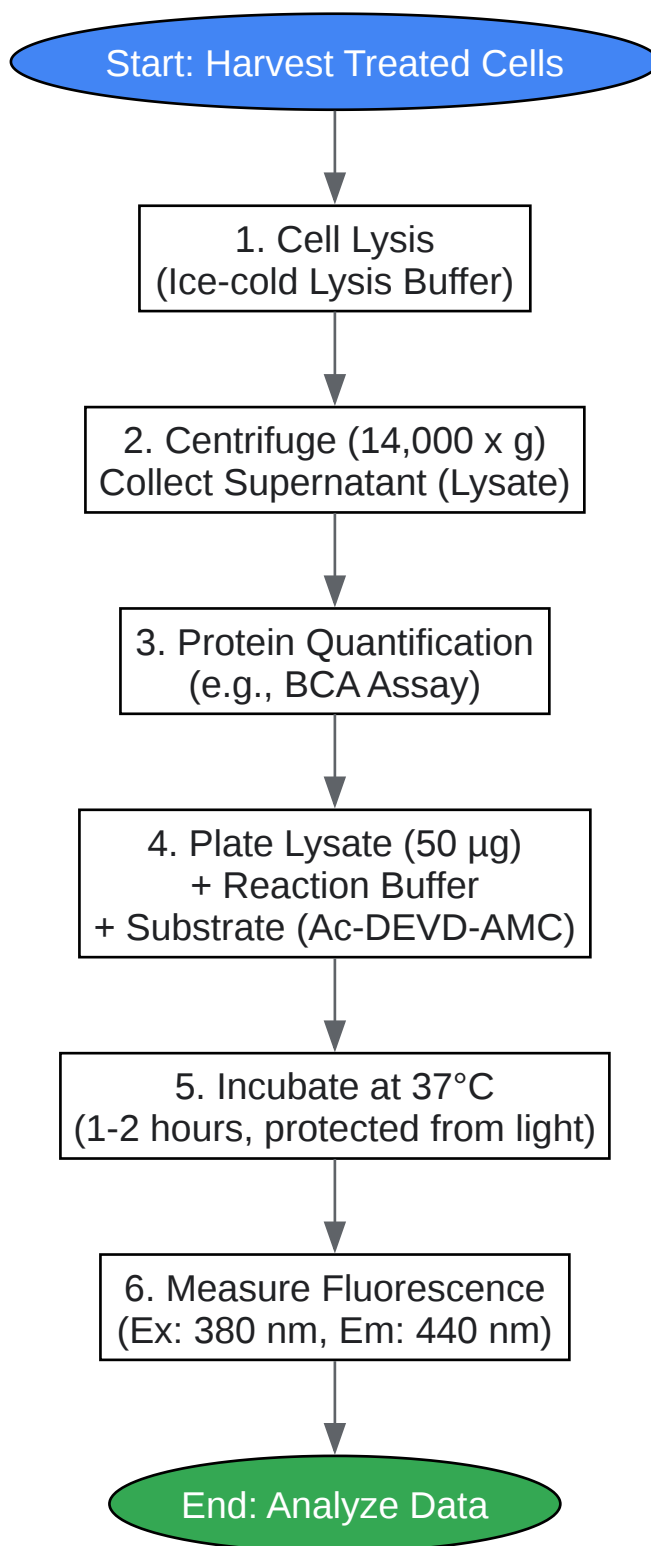 Start: Harvest Treated Cells
1. Cell Lysis
(Ice-cold Lysis Buffer)
2. Centrifuge (14,000 x g)
Collect Supernatant (Lysate)
3. Protein Quantification
(e.g., BCA Assay)
4. Plate Lysate (50 µg)
+ Reaction Buffer
+ Substrate (Ac-DEVD-AMC)
5. Incubate at 37°C
(1-2 hours, protected from light)
6. Measure Fluorescence
(Ex: 380 nm, Em: 440 nm)
End: Analyze Data